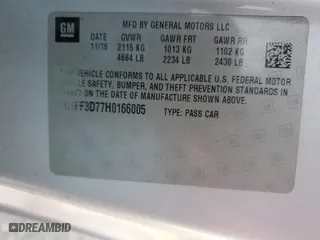 GM
MFD BY GENERAL MOTORS LLC
11/16 GVWR GAWR FRT GAWR RR
2115 KG 1013 KG 1102 KG
4664 LB 2234 LB 2430 LB
THIS VEHICLE CONFORMS TO ALL APPLICABLE U.S. FEDERAL MOTOR
VEHICLE SAFETY, BUMPER, AND THEFT PREVENTION STANDARDS
IN EFFECT ON THE DATE OF MANUFACTURE SHOWN ABOVE.
TYPE: PASS CAR
DREAMBID